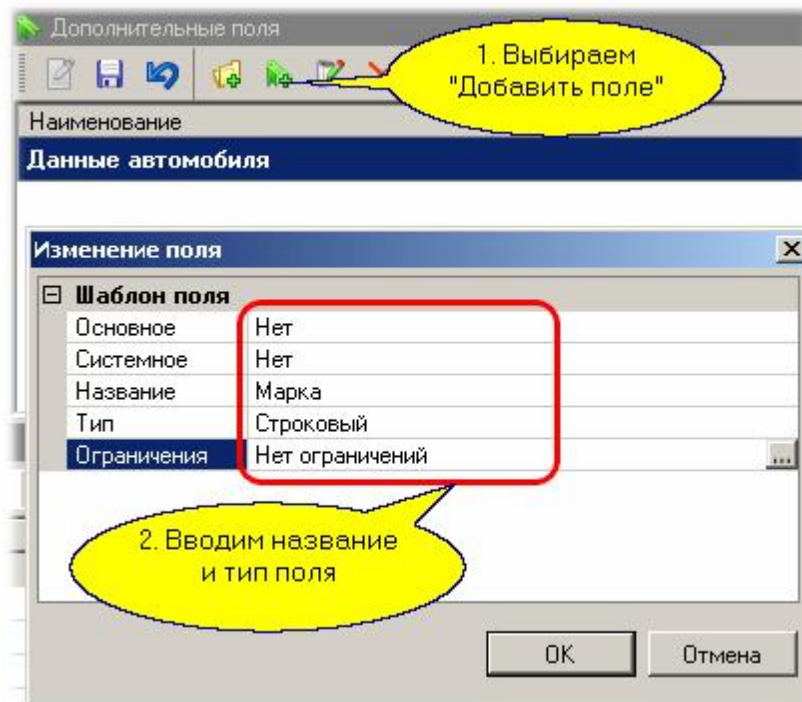 Дополнительные поля
1. Выбираем
"Добавить поле"
Наименование
Данные автомобиля
Изменение поля
Шаблон поля
Основное Нет
Системное Нет
Название Марка
Тип Строковый
Ограничения Нет ограничений ...
2. Вводим название
и тип поля
OK Отмена